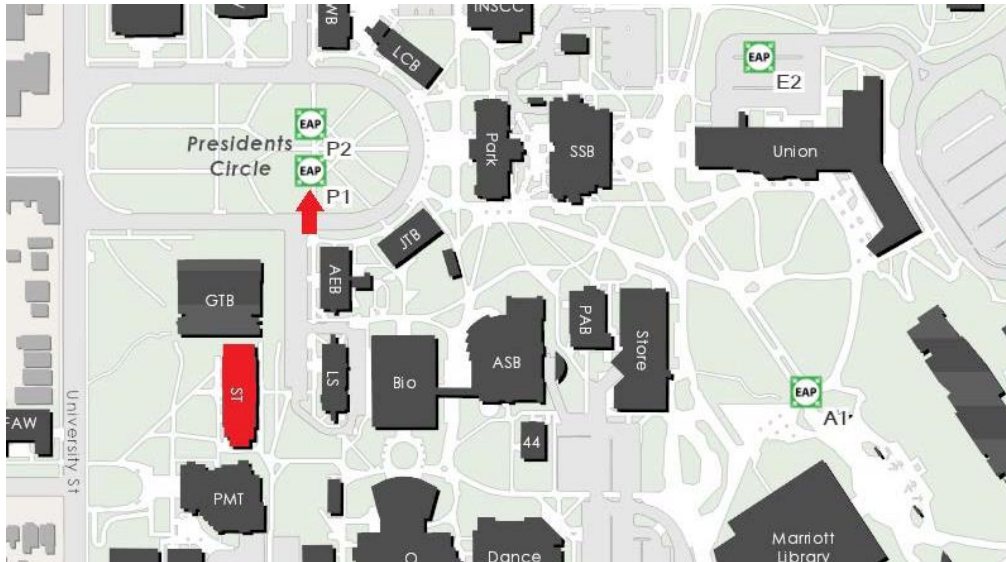 WB
LCB
INSCC
EAP
E2
EAP
P2
Presidents
Circle
EAP
P1
Park
SSB
Union
JTB
AEB
GTB
PAB
Store
ASB
Bio
LS
ST
EAP
A1
University St
FAW
44
PMT
Dance
Marriott
Library